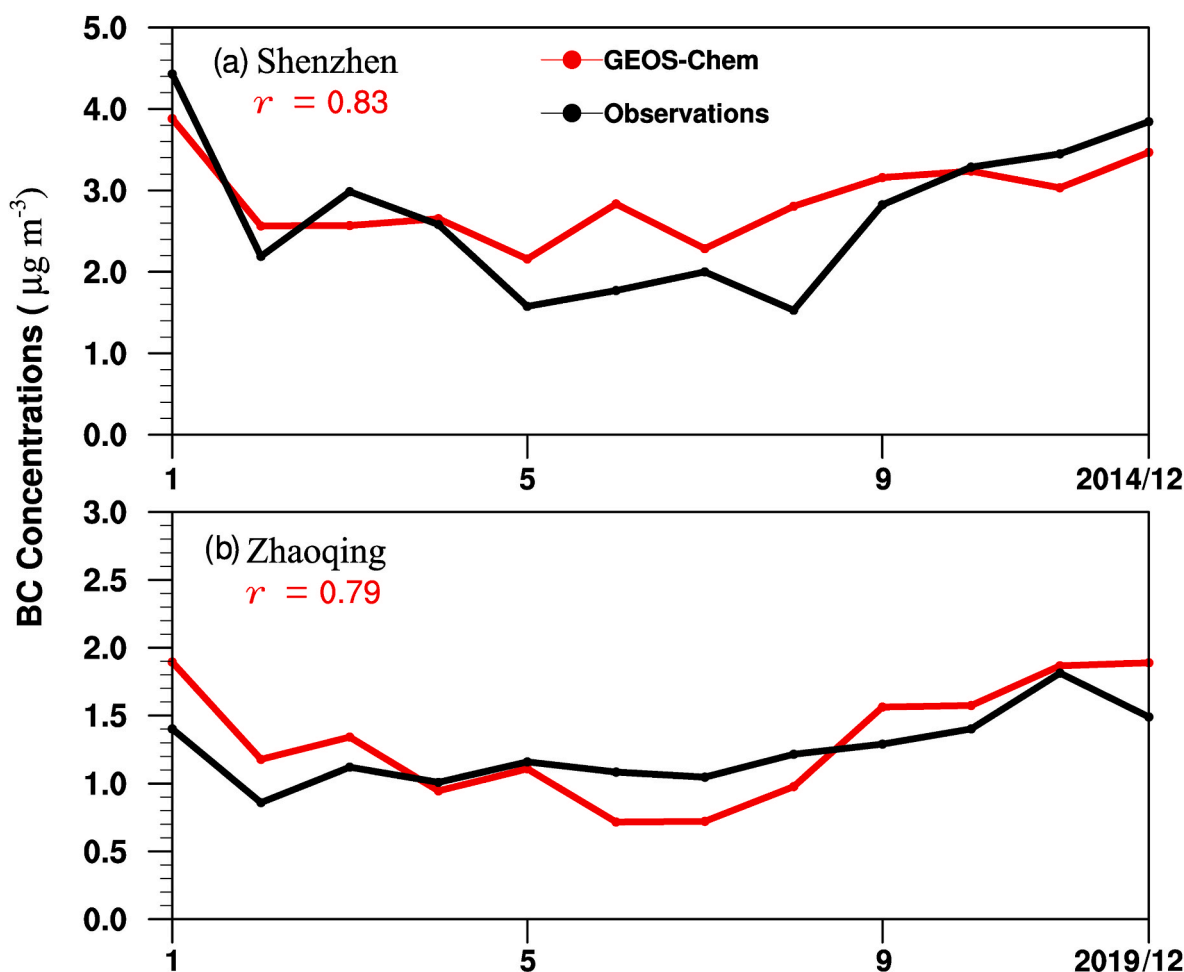 BC Concentrations ( μg m-3)
5.0
4.0
3.0
2.0
1.0
0.0
(a) Shenzhen
r = 0.83
GEOS-Chem
Observations
1 5 9 2014/12
3.0
2.5
2.0
1.5
1.0
0.5
0.0
(b) Zhaoqing
r = 0.79
1 5 9 2019/12